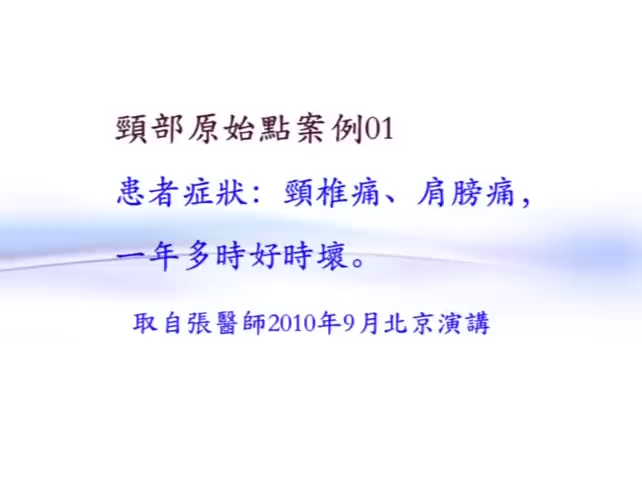 頸部原始點案例01
患者症狀：頸椎痛、肩膀痛，
一年多時好時壞。
取自張醫師2010年9月北京演講